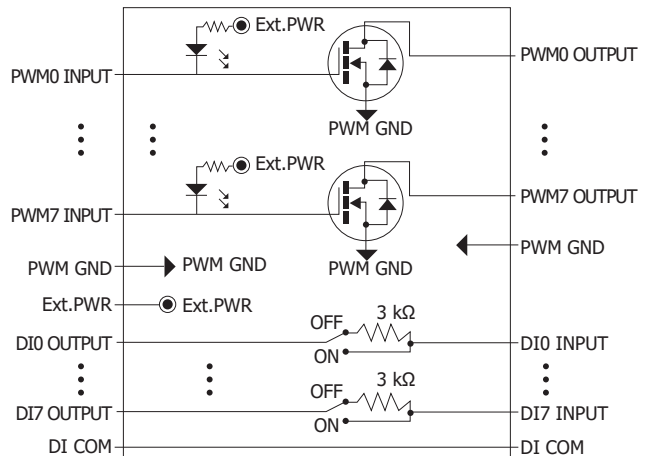 Ext.PWR
PWM0 INPUT
PWM0 OUTPUT
PWM GND
Ext.PWR
PWM7 INPUT
PWM7 OUTPUT
PWM GND
PWM GND
PWM GND
PWM GND
Ext.PWR
Ext.PWR
OFF
3 kΩ
DI0 OUTPUT
DI0 INPUT
ON
OFF
3 kΩ
DI7 OUTPUT
DI7 INPUT
ON
DI COM
DI COM